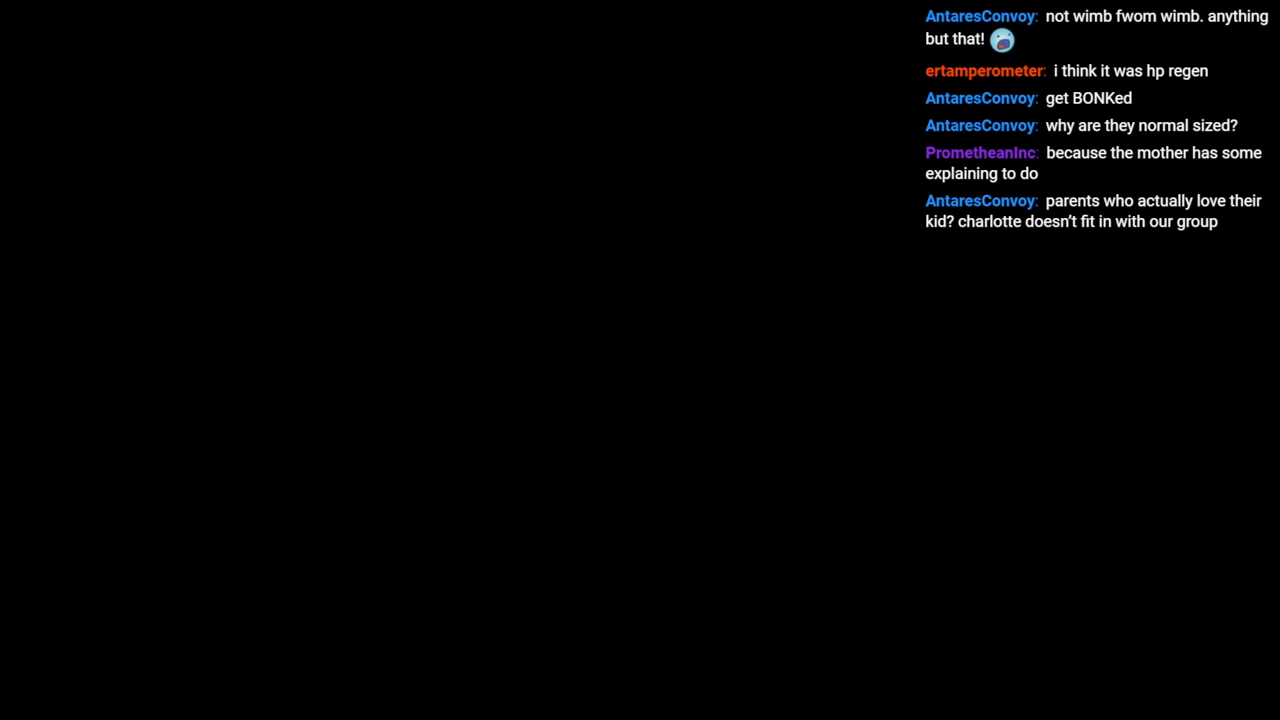 AntaresConvoy: not wimb fwom wimb. anything
but that!
ertamperometer: i think it was hp regen
AntaresConvoy: get BONKed
AntaresConvoy: why are they normal sized?
PrometheanInc: because the mother has some
explaining to do
AntaresConvoy: parents who actually love their
kid? charlotte doesn't fit in with our group